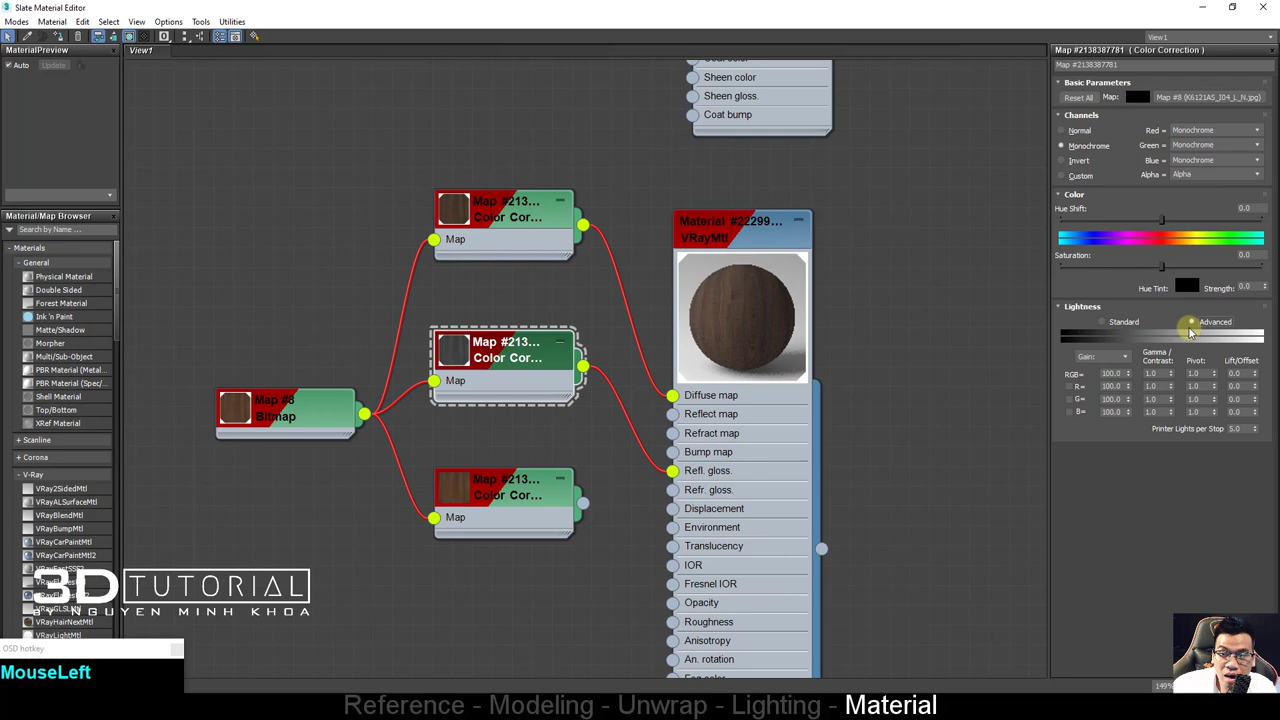 Slate Material Editor
Modes Material Edit Select View Options Tools Utilities
MaterialPreview
Auto Update
View1
View1
Map #2138387781 ( Color Correction )
Map #2138387781
Basic Parameters
Reset All Map: Map #8 (K6121AS_I04_L_N.jpg)
Channels
Normal Red = Monochrome
Monochrome Green = Monochrome
Invert Blue = Monochrome
Custom Alpha = Alpha
Color
Hue Shift: 0.0
Saturation: 0.0
Hue Tint: Strength: 0.0
Lightness
Standard Advanced
Gain: Gamma / Contrast: Pivot: Lift/Offset
RGB= 100.0 1.0 1.0 0.0
R= 100.0 1.0 1.0 0.0
G= 100.0 1.0 1.0 0.0
B= 100.0 1.0 1.0 0.0
Printer Lights per Stop 5.0
Material/Map Browser
Search by Name ...
Materials
General
Physical Material
Double Sided
Forest Material
Ink 'n Paint
Matte/Shadow
Morpher
Multi/Sub-Object
PBR Material (Metal...
PBR Material (Spec/...
Shell Material
Top/Bottom
XRef Material
Scanline
Corona
V-Ray
VRay2SidedMtl
VRayALSurfaceMtl
VRayBlendMtl
VRayBumpMtl
VRayCarPaintMtl
VRayCarPaintMtl2
VRayGLSLMtl
VRayHairNextMtl
VRayLightMtl
Sheen color
Sheen gloss.
Coat bump
Map #213...
Color Cor...
Map
Map #213...
Color Cor...
Map
Map #213...
Color Cor...
Map
Map #8
Bitmap
Material #22299...
VRayMtl
Diffuse map
Reflect map
Refract map
Bump map
Refl. gloss.
Refr. gloss.
Displacement
Environment
Translucency
IOR
Fresnel IOR
Opacity
Roughness
Anisotropy
An. rotation
3D TUTORIAL
BY NGUYEN MINH KHOA
OSD hotkey
MouseLeft
149%
Reference - Modeling - Unwrap - Lighting - Material